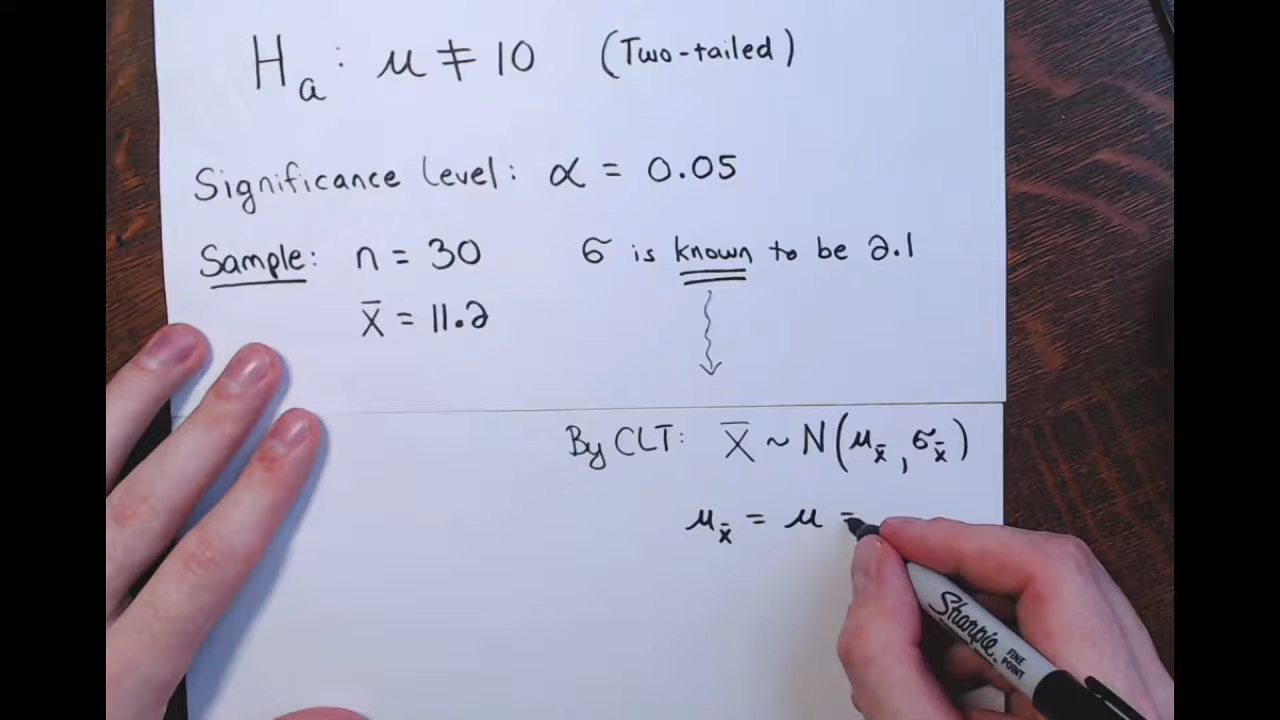 Ha: μ ≠ 10 (Two-tailed)
Significance Level: α = 0.05
Sample: n = 30 σ is known to be 2.1
x̄ = 11.2
By CLT: X̄ ~ N(μx̄, σx̄)
μx̄ = μ =
Sharpie
FINE POINT